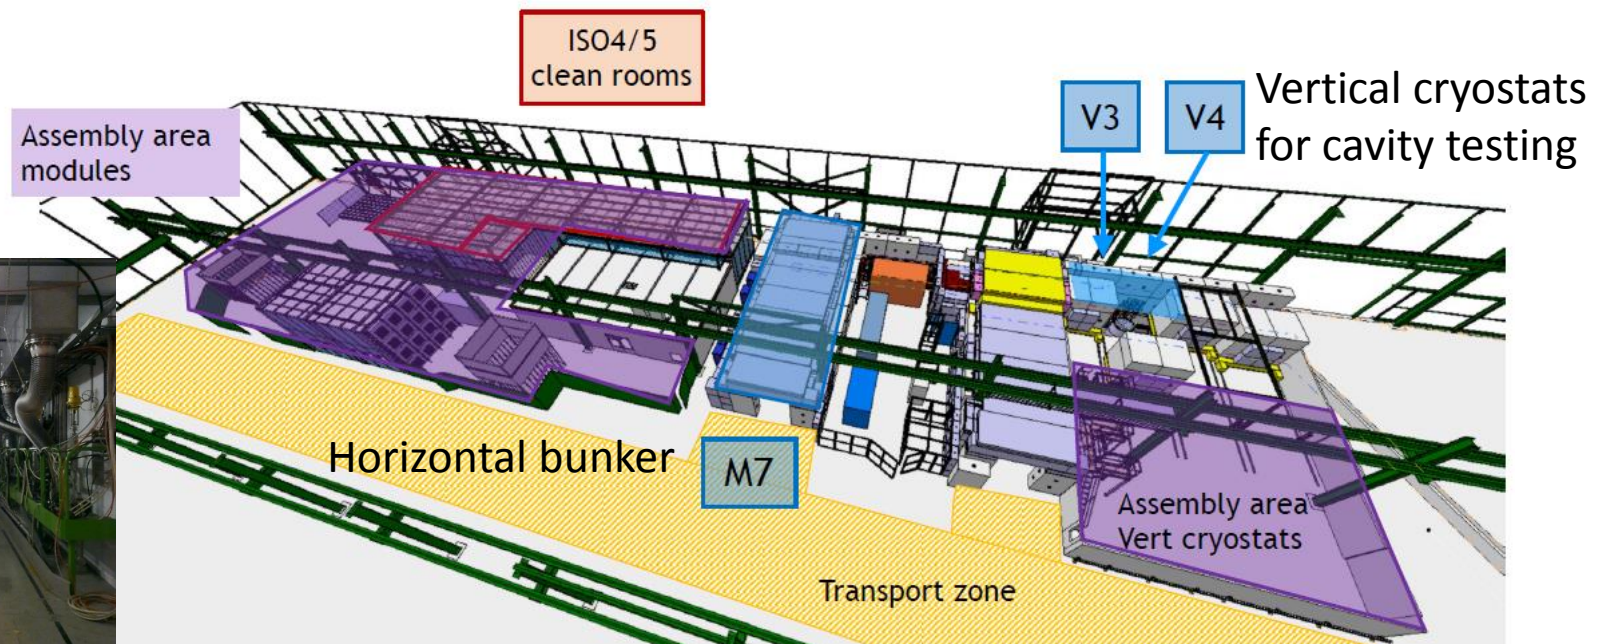 ISO4/5
clean rooms
Assembly area
modules
V3
V4
Vertical cryostats
for cavity testing
Horizontal bunker
M7
Assembly area
Vert cryostats
Transport zone